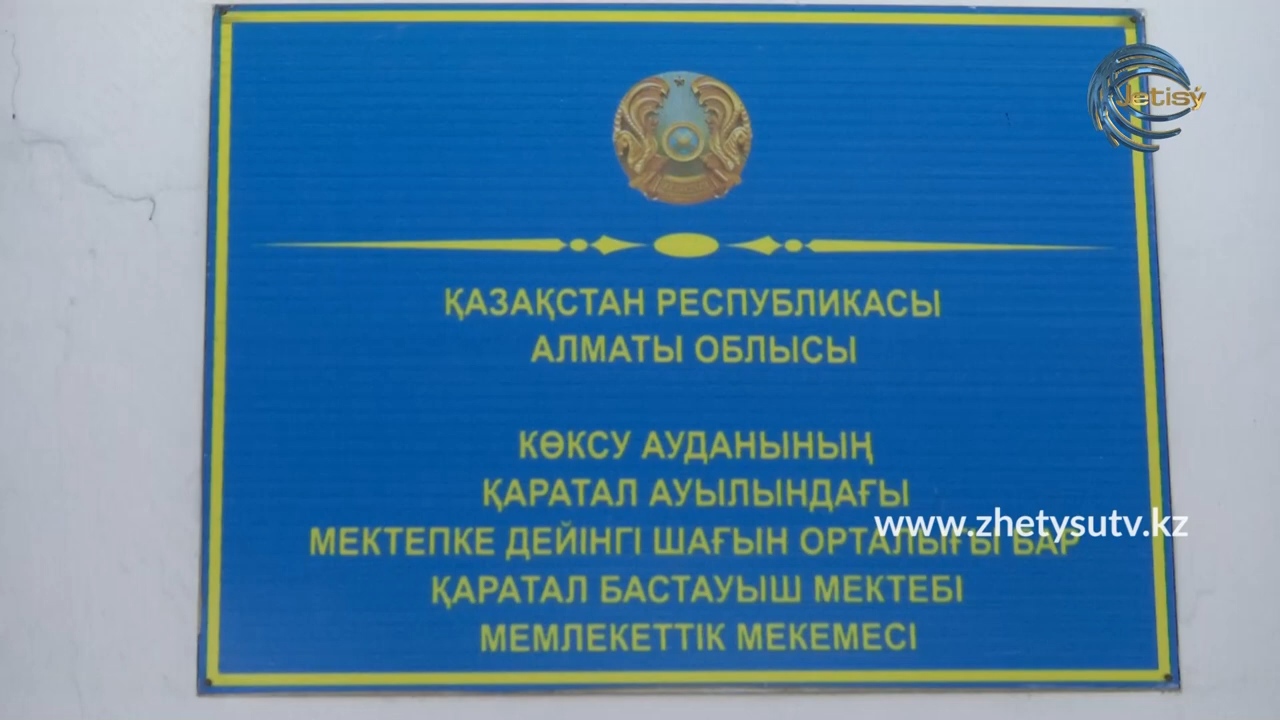 Jetisý
ҚАЗАҚСТАН РЕСПУБЛИКАСЫ
АЛМАТЫ ОБЛЫСЫ
КӨКСУ АУДАНЫНЫҢ
ҚАРАТАЛ АУЫЛЫНДАҒЫ
www.zhetysutv.kz
МЕКТЕПКЕ ДЕЙІНГІ ШАҒЫН ОРТАЛЫҒЫ БАР
ҚАРАТАЛ БАСТАУЫШ МЕКТЕБІ
МЕМЛЕКЕТТІК МЕКЕМЕСІ